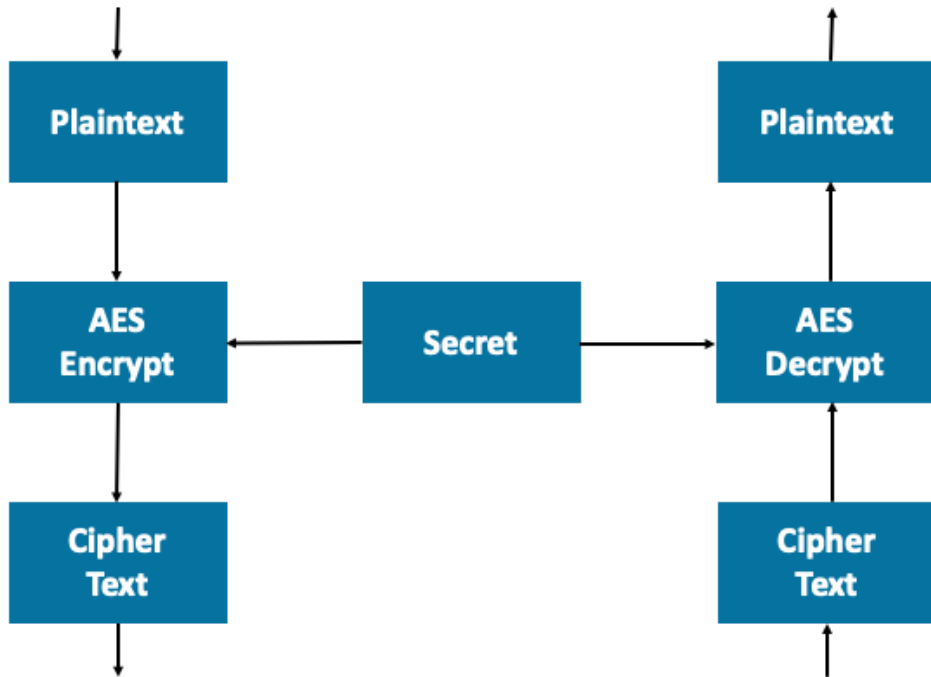 Plaintext
Plaintext
AES
Encrypt
Secret
AES
Decrypt
Cipher
Text
Cipher
Text